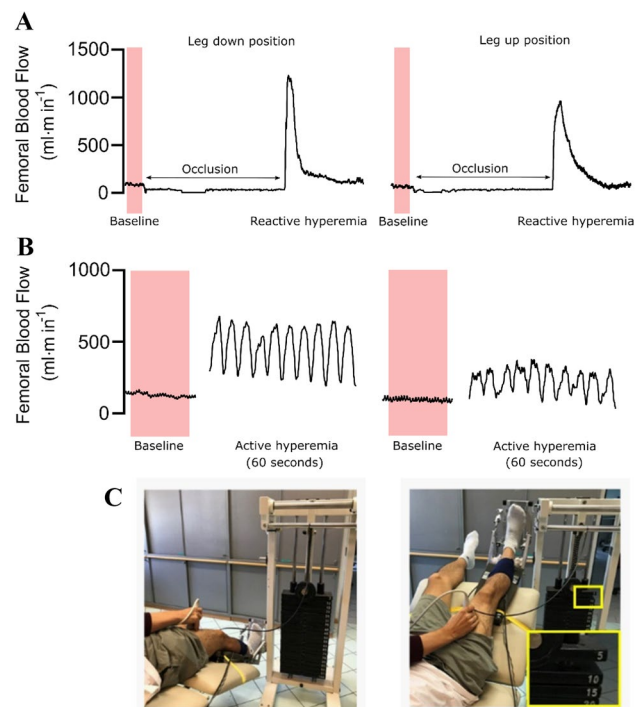 A
Leg down position
Leg up position
Femoral Blood Flow
(ml·m in⁻¹)
1500
1000
500
0
Occlusion
Occlusion
Baseline
Reactive hyperemia
Baseline
Reactive hyperemia
B
Femoral Blood Flow
(ml·m in⁻¹)
1000
500
0
Baseline
Active hyperemia
(60 seconds)
Baseline
Active hyperemia
(60 seconds)
C
5
10
15